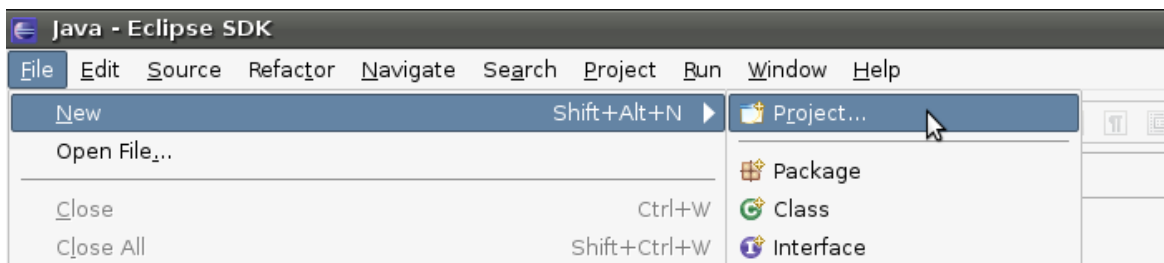 Java - Eclipse SDK
File Edit Source Refactor Navigate Search Project Run Window Help
New Shift+Alt+N Project...
Open File...
Package
Close Ctrl+W Class
Close All Shift+Ctrl+W Interface